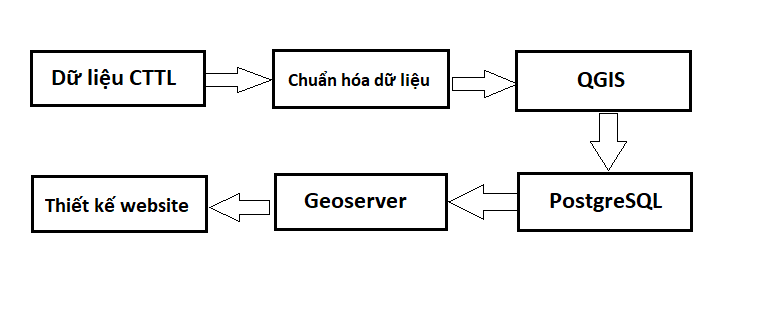 Dữ liệu CTTL
Chuẩn hóa dữ liệu
QGIS
PostgreSQL
Geoserver
Thiết kế website